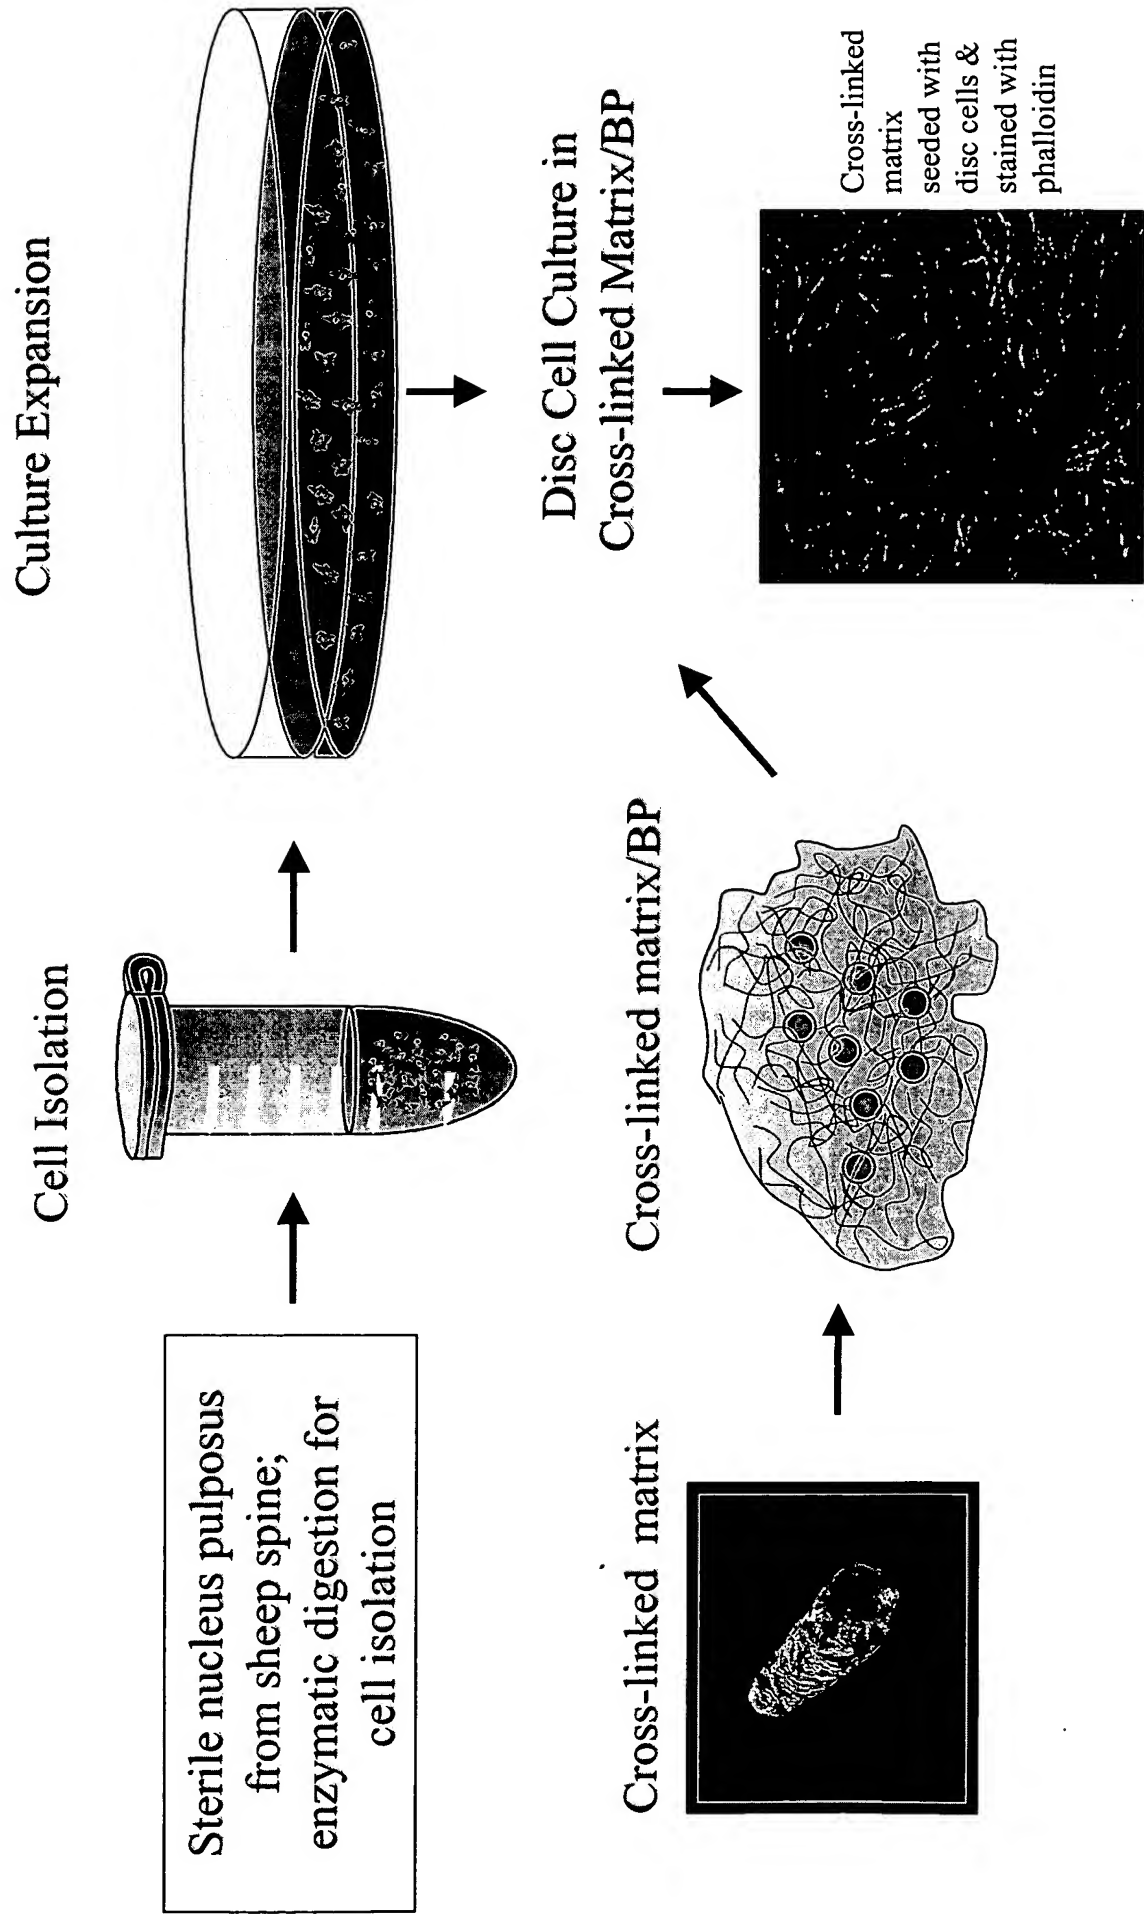 Sterile nucleus pulposus
from sheep spine;
enzymatic digestion for
cell isolation
Cell Isolation
Culture Expansion
Cross-linked matrix
Cross-linked matrix/BP
Disc Cell Culture in
Cross-linked Matrix/BP
Cross-linked
matrix
seeded with
disc cells &
stained with
phalloidin